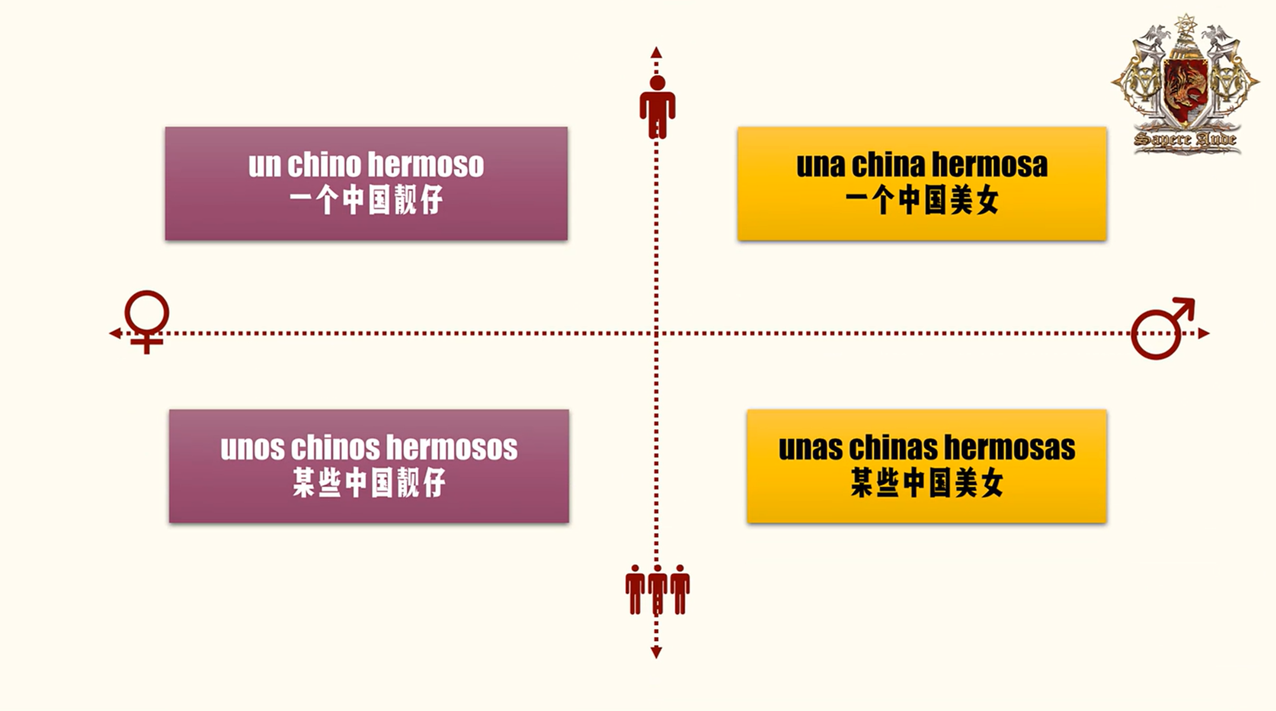 Sapere Aude
un chino hermoso
一个中国靓仔
una china hermosa
一个中国美女
unos chinos hermosos
某些中国靓仔
unas chinas hermosas
某些中国美女